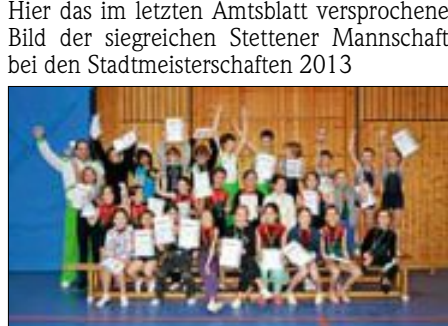 Hier das im letzten Amtsblatt versprochene
Bild der siegreichen Stettener Mannschaft
bei den Stadtmeisterschaften 2013